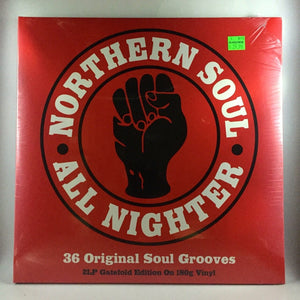 NORTHERN SOUL
ALL NIGHTER
36 Original Soul Grooves
2LP Gatefold Edition On 180g Vinyl